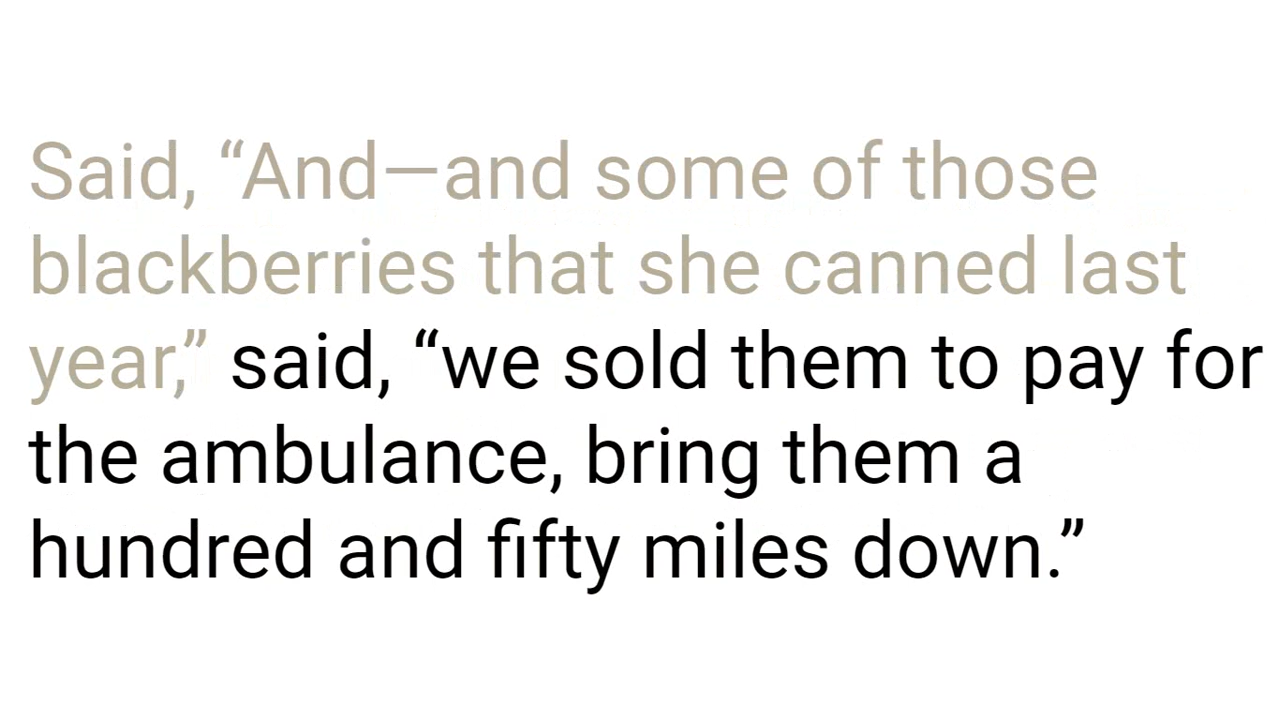 Said, “And—and some of those
blackberries that she canned last
year,” said, “we sold them to pay for
the ambulance, bring them a
hundred and fifty miles down.”